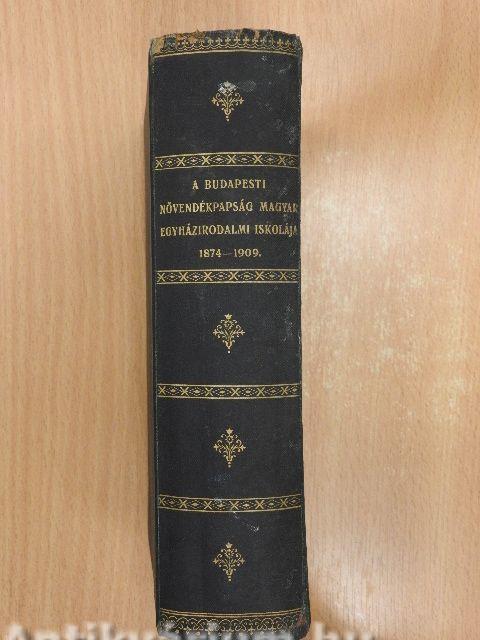 A BUDAPESTI
NÖVENDÉKPAPSÁG MAGYAR
EGYHÁZIRODALMI ISKOLÁJA
1874—1909.